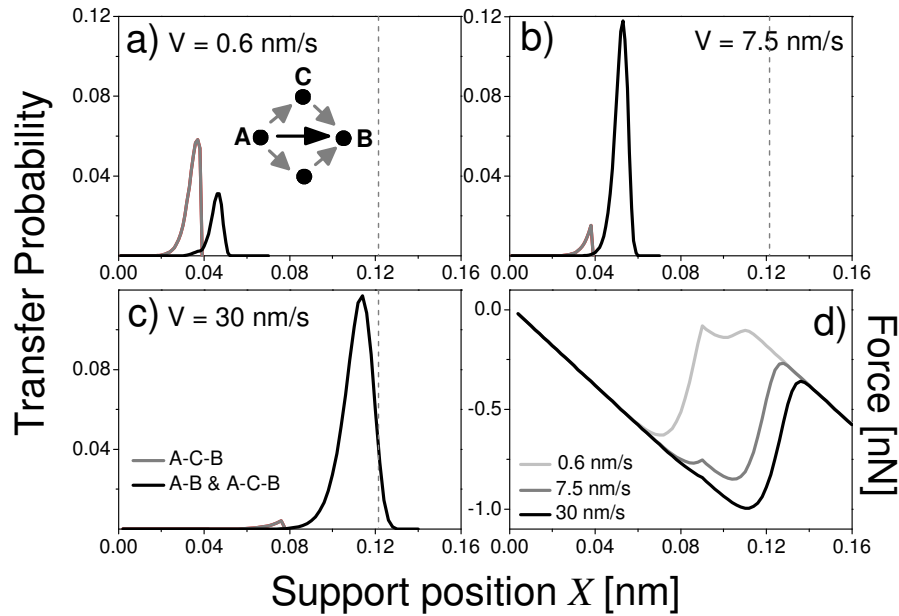 Transfer Probability
a) V = 0.6 nm/s
0.12
0.08
0.04
C
A
B
0.00 0.04 0.08 0.12 0.16
b) V = 7.5 nm/s
0.12
0.08
0.04
0.00 0.04 0.08 0.12 0.16
c) V = 30 nm/s
0.08
0.04
A-C-B
A-B & A-C-B
0.00 0.04 0.08 0.12 0.16
d)
0.0
-0.5
-1.0
0.6 nm/s
7.5 nm/s
30 nm/s
0.00 0.04 0.08 0.12 0.16
Force [nN]
Support position X [nm]